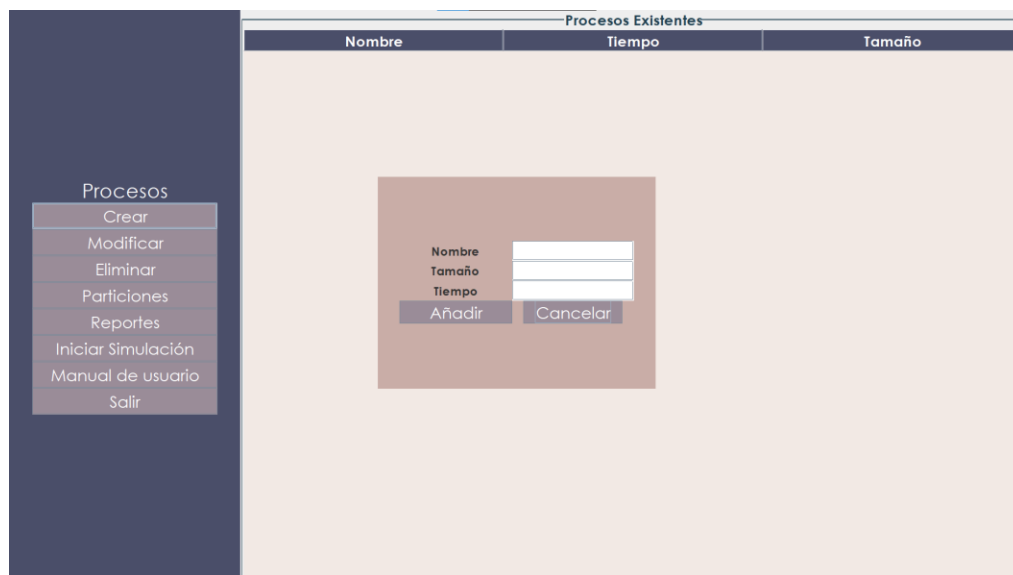 Procesos Existentes
Nombre Tiempo Tamaño
Procesos
Crear
Modificar
Eliminar
Particiones
Reportes
Iniciar Simulación
Manual de usuario
Salir
Nombre
Tamaño
Tiempo
Añadir Cancelar